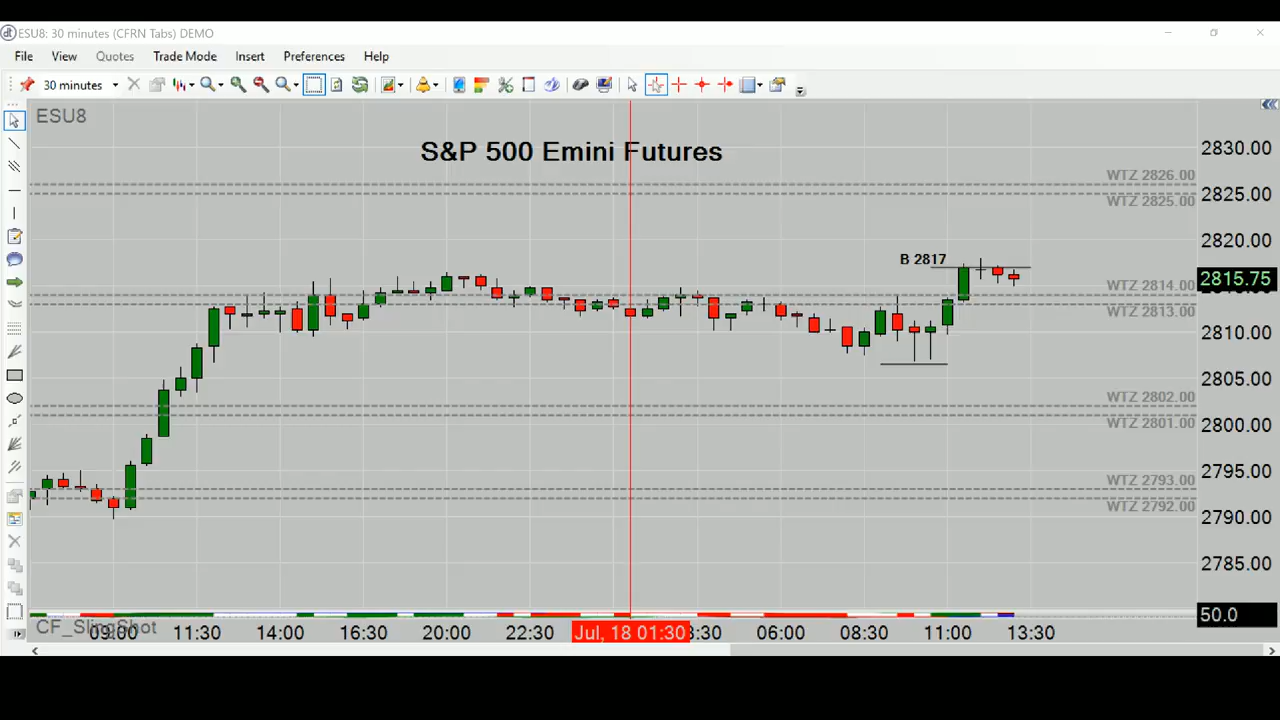 ESU8: 30 minutes (CFRN Tabs) DEMO
File View Quotes Trade Mode Insert Preferences Help
30 minutes
ESU8
S&P 500 Emini Futures
2830.00
WTZ 2826.00
2825.00
WTZ 2825.00
2820.00
B 2817
2815.75
WTZ 2814.00
WTZ 2813.00
2810.00
2805.00
WTZ 2802.00
2800.00
WTZ 2801.00
2795.00
WTZ 2793.00
WTZ 2792.00
2790.00
2785.00
50.0
CF_SlingShot
09:00 11:30 14:00 16:30 20:00 22:30 Jul, 18 01:30 3:30 06:00 08:30 11:00 13:30